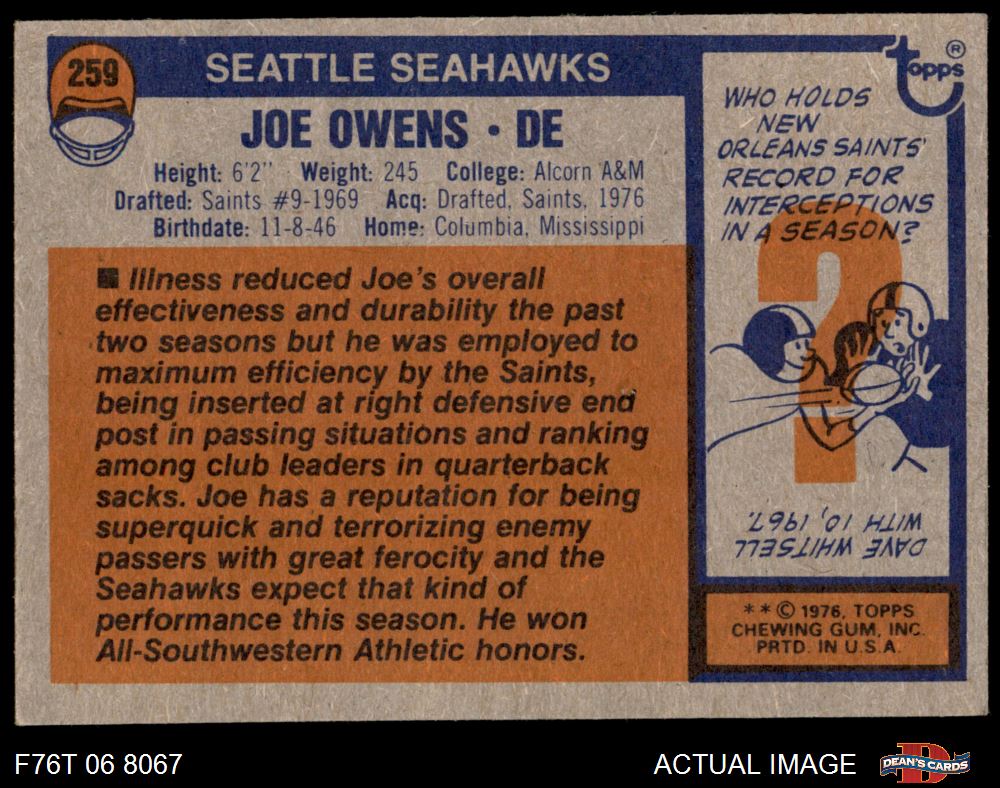 259
SEATTLE SEAHAWKS
JOE OWENS · DE
Height: 6'2" Weight: 245 College: Alcorn A&M
Drafted: Saints #9-1969 Acq: Drafted, Saints, 1976
Birthdate: 11-8-46 Home: Columbia, Mississippi
■ Illness reduced Joe's overall
effectiveness and durability the past
two seasons but he was employed to
maximum efficiency by the Saints,
being inserted at right defensive end
post in passing situations and ranking
among club leaders in quarterback
sacks. Joe has a reputation for being
superquick and terrorizing enemy
passers with great ferocity and the
Seahawks expect that kind of
performance this season. He won
All-Southwestern Athletic honors.
topps®
WHO HOLDS
NEW
ORLEANS SAINTS'
RECORD FOR
INTERCEPTIONS
IN A SEASON?
?
DAVE WHITSELL
WITH 10, 1967.
**© 1976, TOPPS
CHEWING GUM, INC.
PRTD. IN U.S.A.
F76T 06 8067
ACTUAL IMAGE
D
DEAN'S CARDS